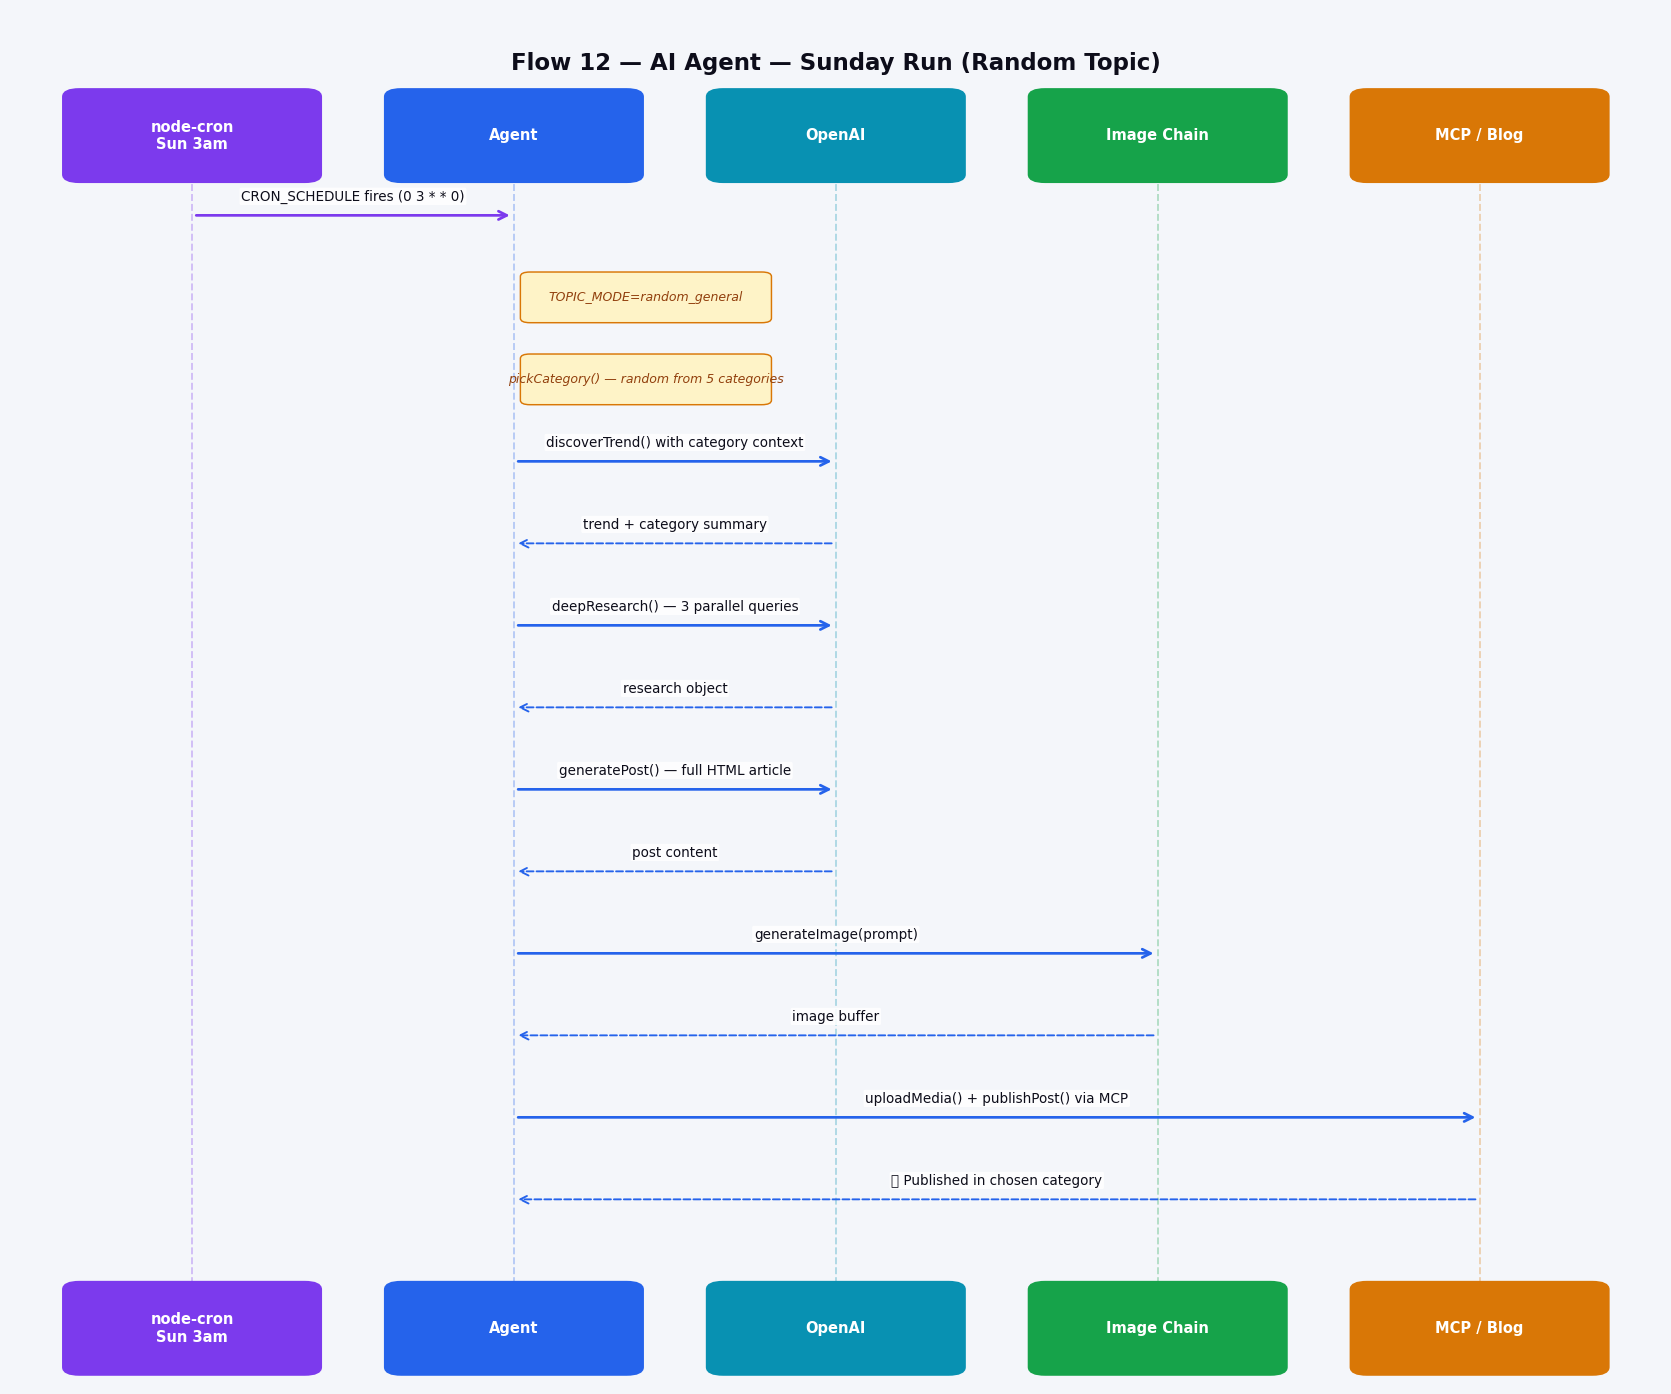 Flow 12 — AI Agent — Sunday Run (Random Topic)
node-cron
Sun 3am
Agent
OpenAI
Image Chain
MCP / Blog
CRON_SCHEDULE fires (0 3 * * 0)
TOPIC_MODE=random_general
pickCategory() — random from 5 categories
discoverTrend() with category context
trend + category summary
deepResearch() — 3 parallel queries
research object
generatePost() — full HTML article
post content
generateImage(prompt)
image buffer
uploadMedia() + publishPost() via MCP
Published in chosen category
node-cron
Sun 3am
Agent
OpenAI
Image Chain
MCP / Blog